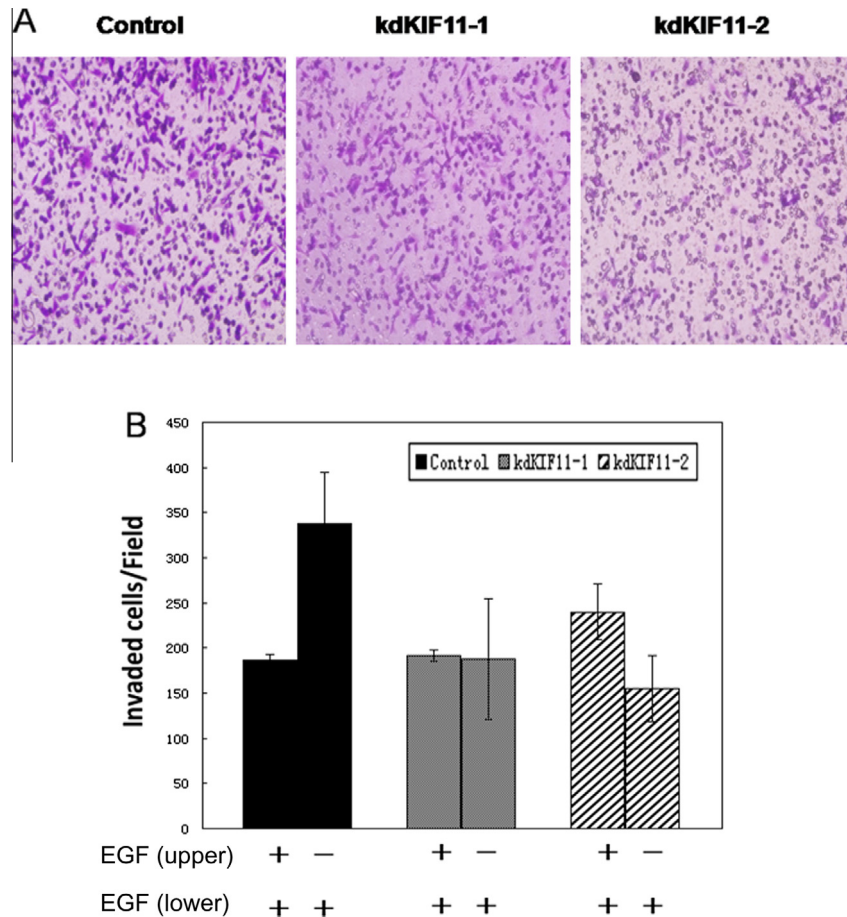 A
Control kdKIF11-1 kdKIF11-2
B
450
400
350
300
250
200
150
100
50
0
Invaded cells/Field
Control kdKIF11-1 kdKIF11-2
EGF (upper) + − + − + −
EGF (lower) + + + + + +